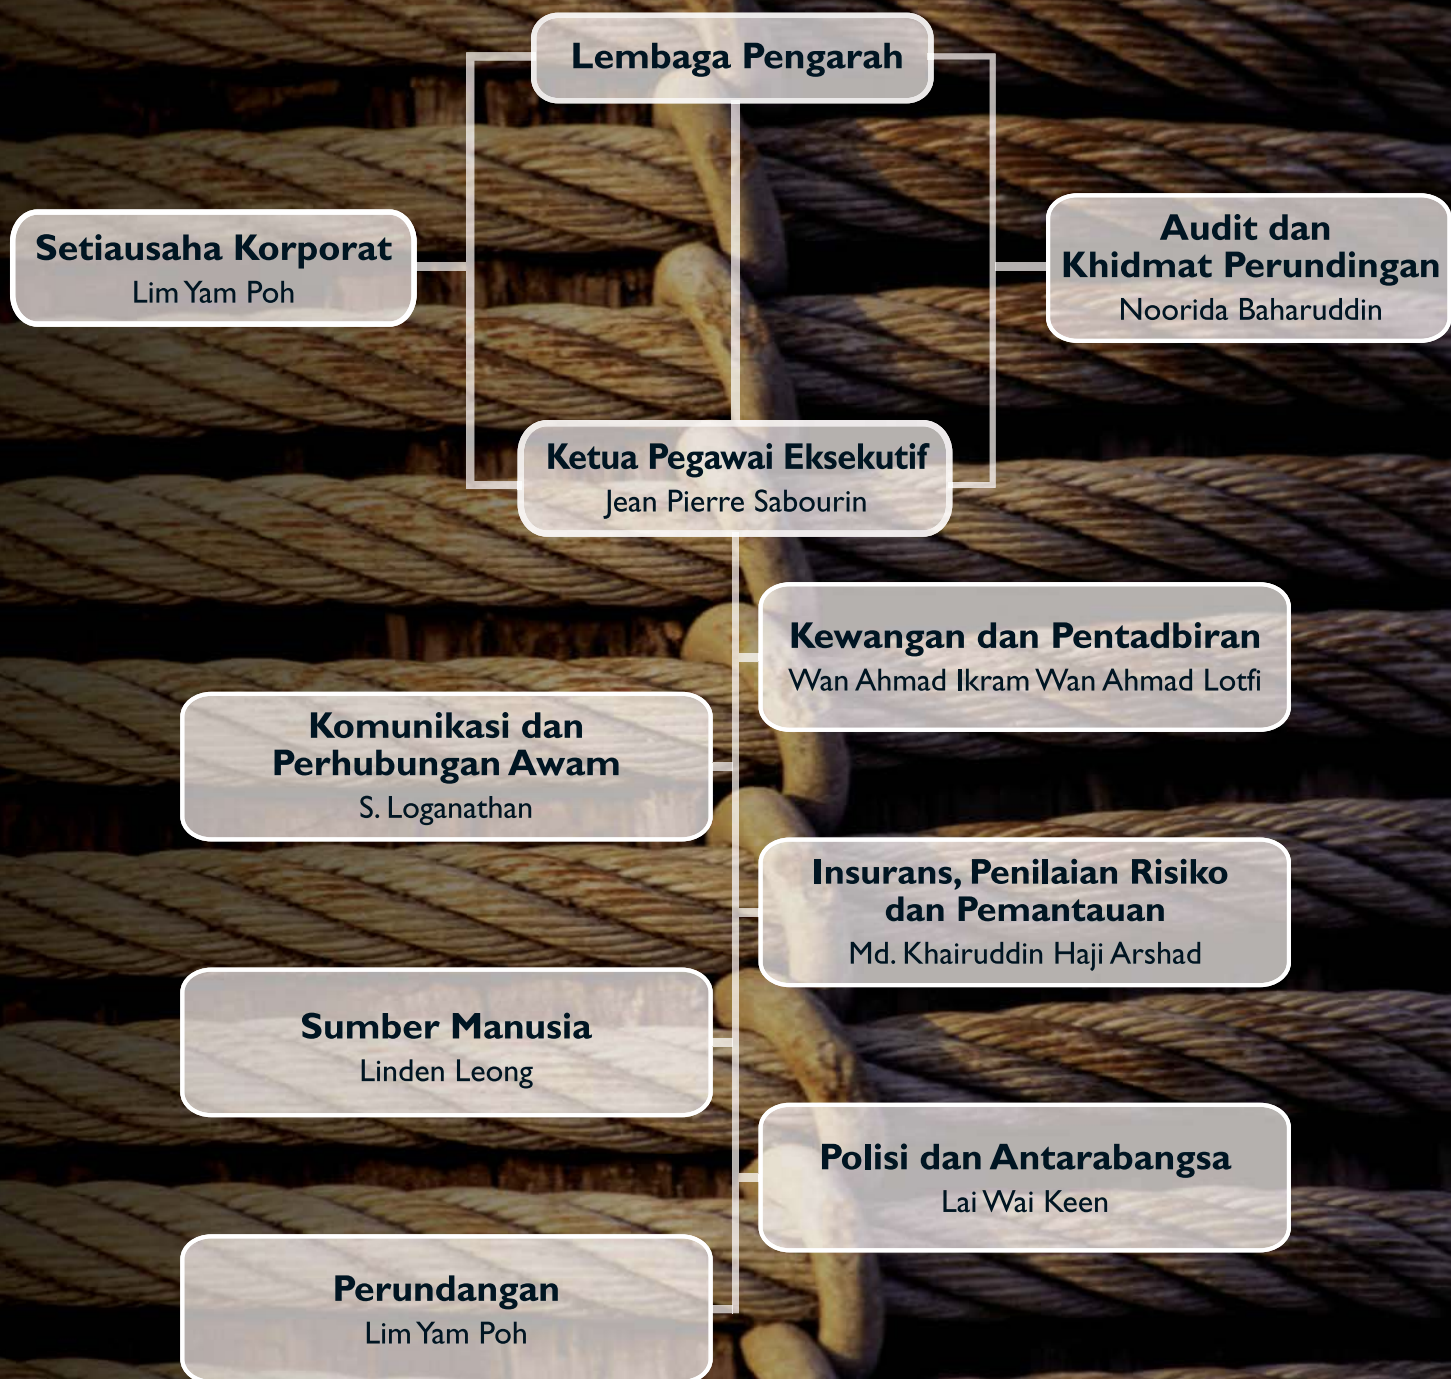 Lembaga Pengarah
Setiausaha Korporat
Lim Yam Poh
Audit dan
Khidmat Perundingan
Noorida Baharuddin
Ketua Pegawai Eksekutif
Jean Pierre Sabourin
Kewangan dan Pentadbiran
Wan Ahmad Ikram Wan Ahmad Lotfi
Komunikasi dan
Perhubungan Awam
S. Loganathan
Insurans, Penilaian Risiko
dan Pemantauan
Md. Khairuddin Haji Arshad
Sumber Manusia
Linden Leong
Polisi dan Antarabangsa
Lai Wai Keen
Perundangan
Lim Yam Poh